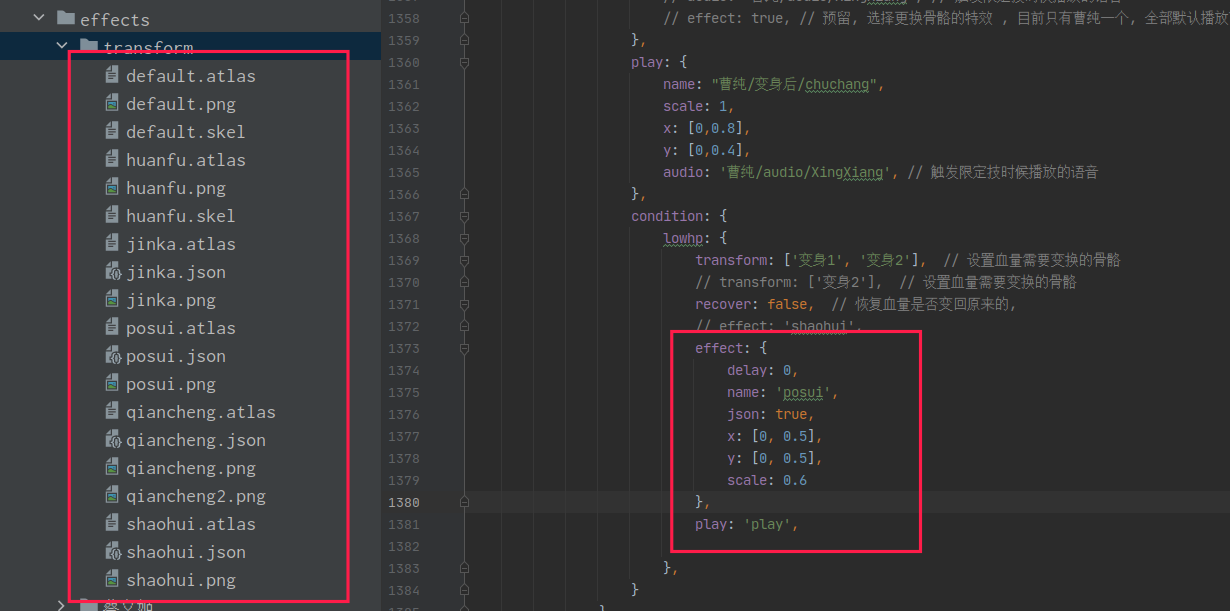 effects
transform
default.atlas
default.png
default.skel
huanfu.atlas
huanfu.png
huanfu.skel
jinka.atlas
jinka.json
jinka.png
posui.atlas
posui.json
posui.png
qiancheng.atlas
qiancheng.json
qiancheng.png
qiancheng2.png
shaohui.atlas
shaohui.json
shaohui.png
1358 // effect: true, // 预留, 选择更换骨骼的特效 , 目前只有曹纯一个, 全部默认播放
1359 },
1360 play: {
1361 name: "曹纯/变身后/chuchang",
1362 scale: 1,
1363 x: [0,0.8],
1364 y: [0,0.4],
1365 audio: '曹纯/audio/XingXiang', // 触发限定技时候播放的语音
1366 },
1367 condition: {
1368 lowhp: {
1369 transform: ['变身1', '变身2'], // 设置血量需要变换的骨骼
1370 // transform: ['变身2'], // 设置血量需要变换的骨骼
1371 recover: false, // 恢复血量是否变回原来的,
1372 // effect: 'shaohui',
1373 effect: {
1374 delay: 0,
1375 name: 'posui',
1376 json: true,
1377 x: [0, 0.5],
1378 y: [0, 0.5],
1379 scale: 0.6
1380 },
1381 play: 'play',
1382
1383 },
1384 }